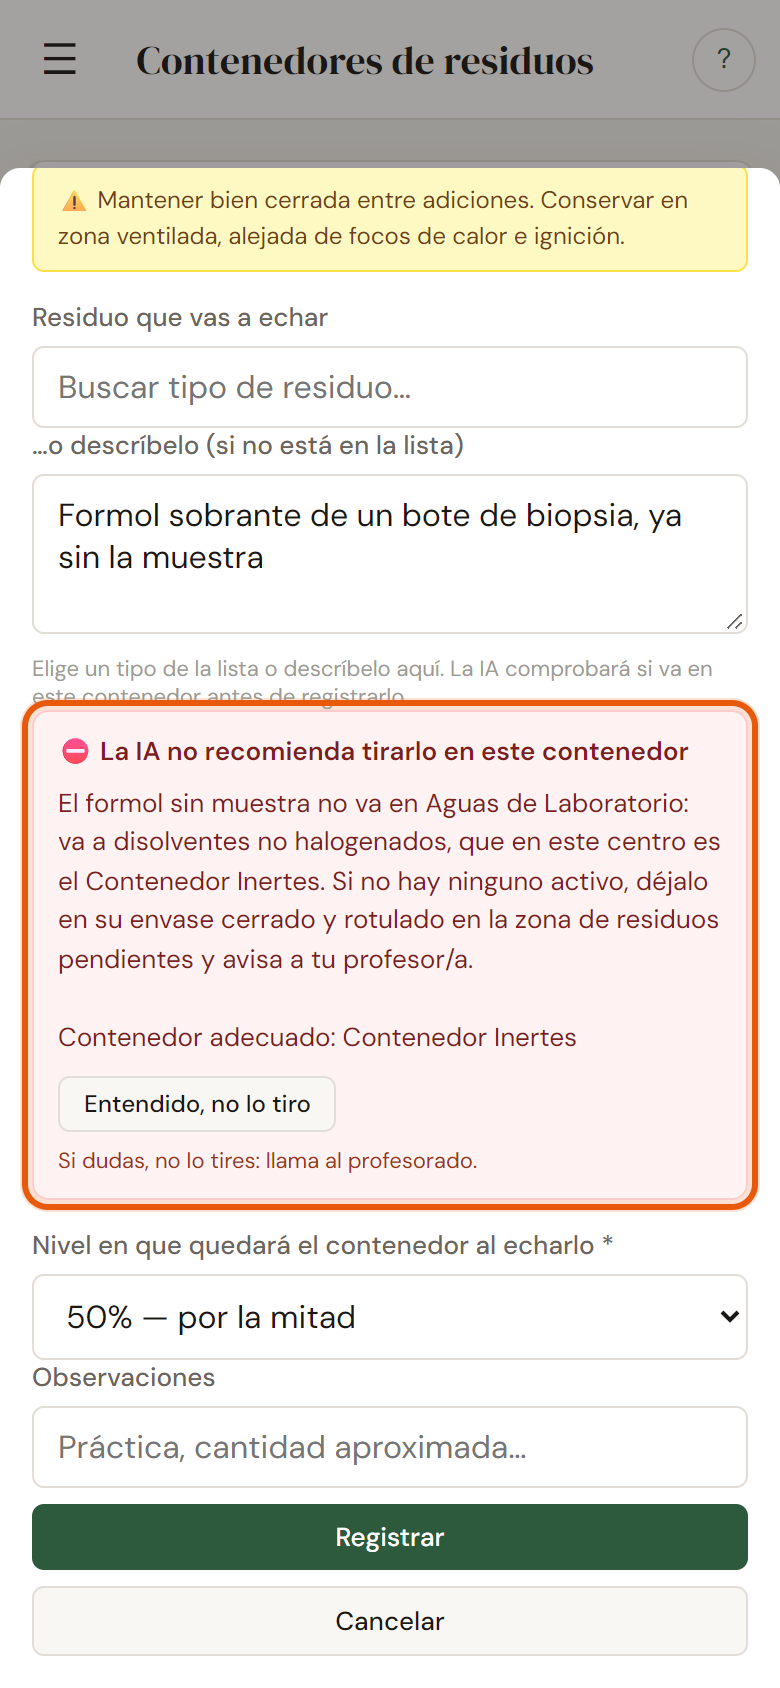 ☰ Contenedores de residuos ?
⚠️ Mantener bien cerrada entre adiciones. Conservar en
zona ventilada, alejada de focos de calor e ignición.
Residuo que vas a echar
Buscar tipo de residuo...
...o descríbelo (si no está en la lista)
Formol sobrante de un bote de biopsia, ya
sin la muestra
Elige un tipo de la lista o descríbelo aquí. La IA comprobará si va en
este contenedor antes de registrarlo.
⛔ La IA no recomienda tirarlo en este contenedor
El formol sin muestra no va en Aguas de Laboratorio:
va a disolventes no halogenados, que en este centro es
el Contenedor Inertes. Si no hay ninguno activo, déjalo
en su envase cerrado y rotulado en la zona de residuos
pendientes y avisa a tu profesor/a.
Contenedor adecuado: Contenedor Inertes
Entendido, no lo tiro
Si dudas, no lo tires: llama al profesorado.
Nivel en que quedará el contenedor al echarlo *
50% — por la mitad
Observaciones
Práctica, cantidad aproximada...
Registrar
Cancelar